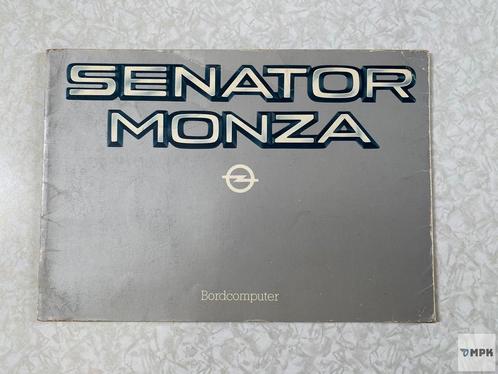 SENATOR
MONZA
Bordcomputer
MPK